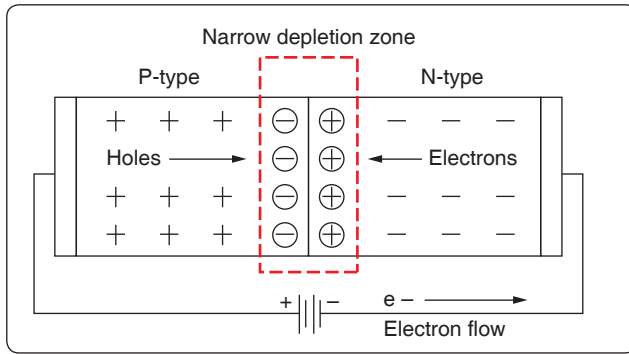 Narrow depletion zone
P-type
N-type
+ + + − + − − −
Holes − + Electrons
+ + + − + − − −
+ + + − + − − −
+ − e –
Electron flow